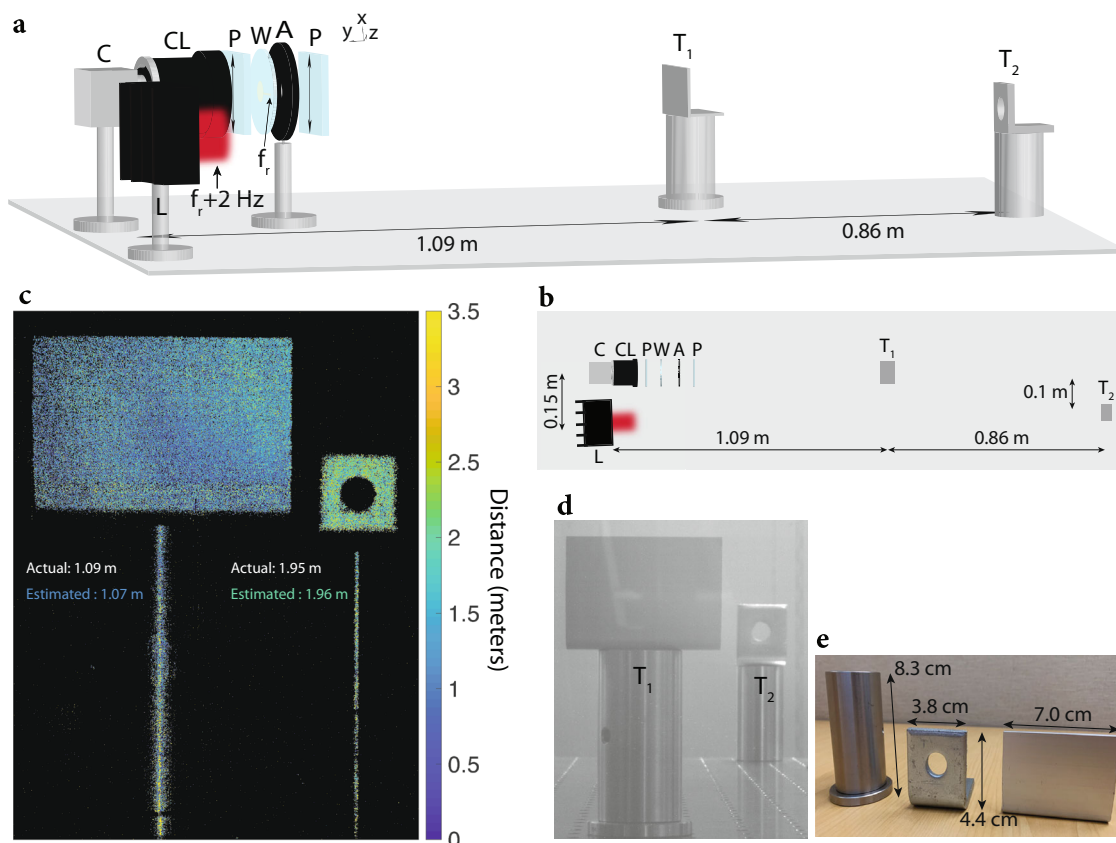 a
C
CL
P
W
A
P
y
x
z
T1
T2
fr
fr+2 Hz
L
1.09 m
0.86 m
c
3.5
3
2.5
2
1.5
1
0.5
0
Distance (meters)
Actual: 1.09 m
Estimated : 1.07 m
Actual: 1.95 m
Estimated : 1.96 m
b
C CL P W A P
T1
T2
0.15 m
0.1 m
1.09 m
0.86 m
L
d
T1
T2
e
8.3 cm
3.8 cm
7.0 cm
4.4 cm